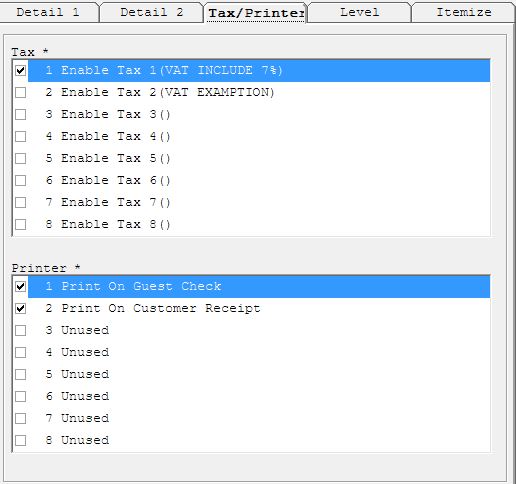 Detail 1 Detail 2 Tax/Printer Level Itemize
Tax *
1 Enable Tax 1(VAT INCLUDE 7%)
2 Enable Tax 2(VAT EXAMPTION)
3 Enable Tax 3()
4 Enable Tax 4()
5 Enable Tax 5()
6 Enable Tax 6()
7 Enable Tax 7()
8 Enable Tax 8()
Printer *
1 Print On Guest Check
2 Print On Customer Receipt
3 Unused
4 Unused
5 Unused
6 Unused
7 Unused
8 Unused